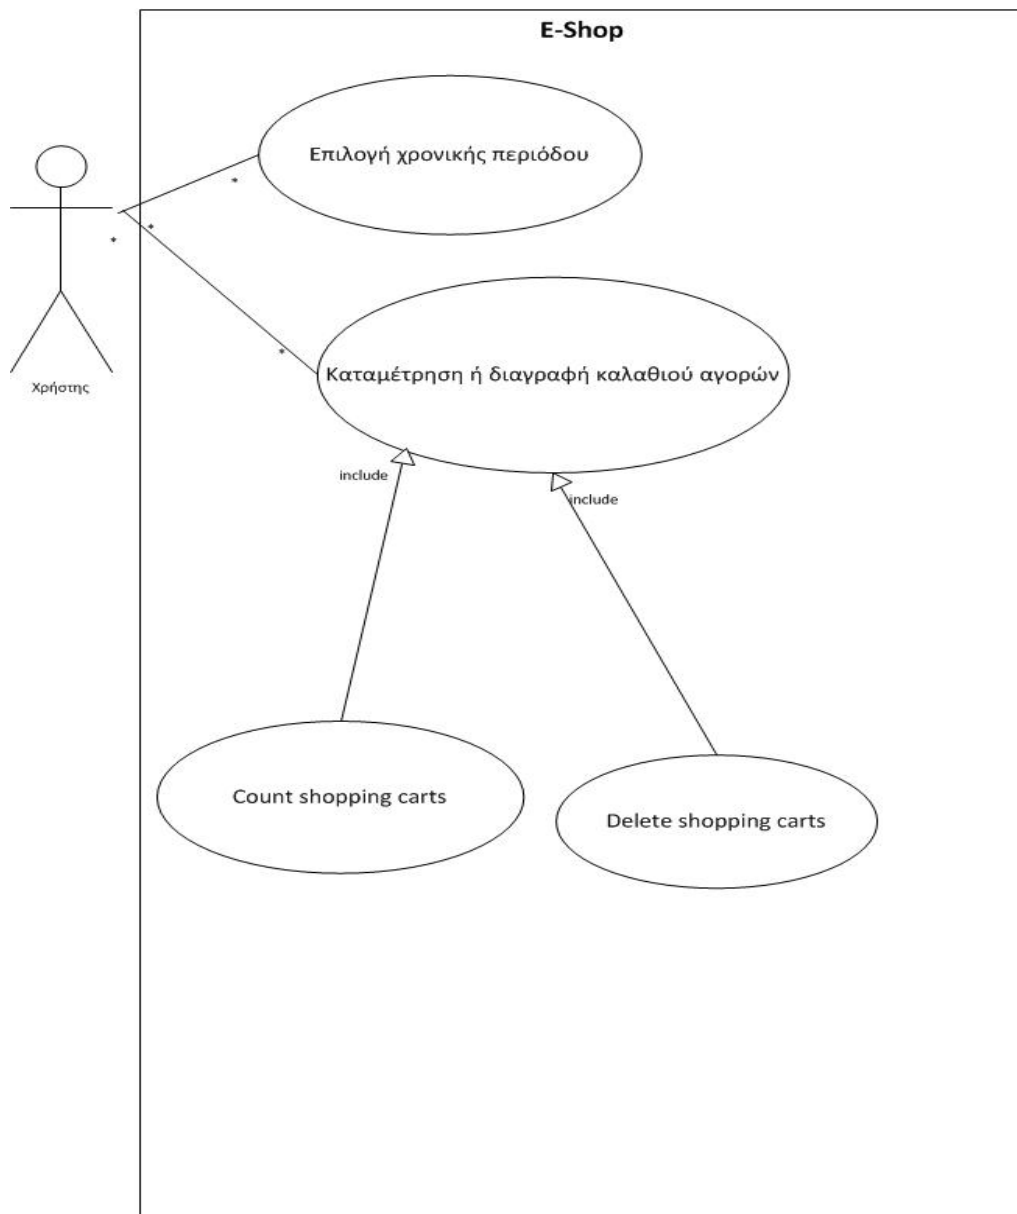 E-Shop
Επιλογή χρονικής περιόδου
*
*
*
*
Καταμέτρηση ή διαγραφή καλαθιού αγορών
Χρήστης
include
include
Count shopping carts
Delete shopping carts